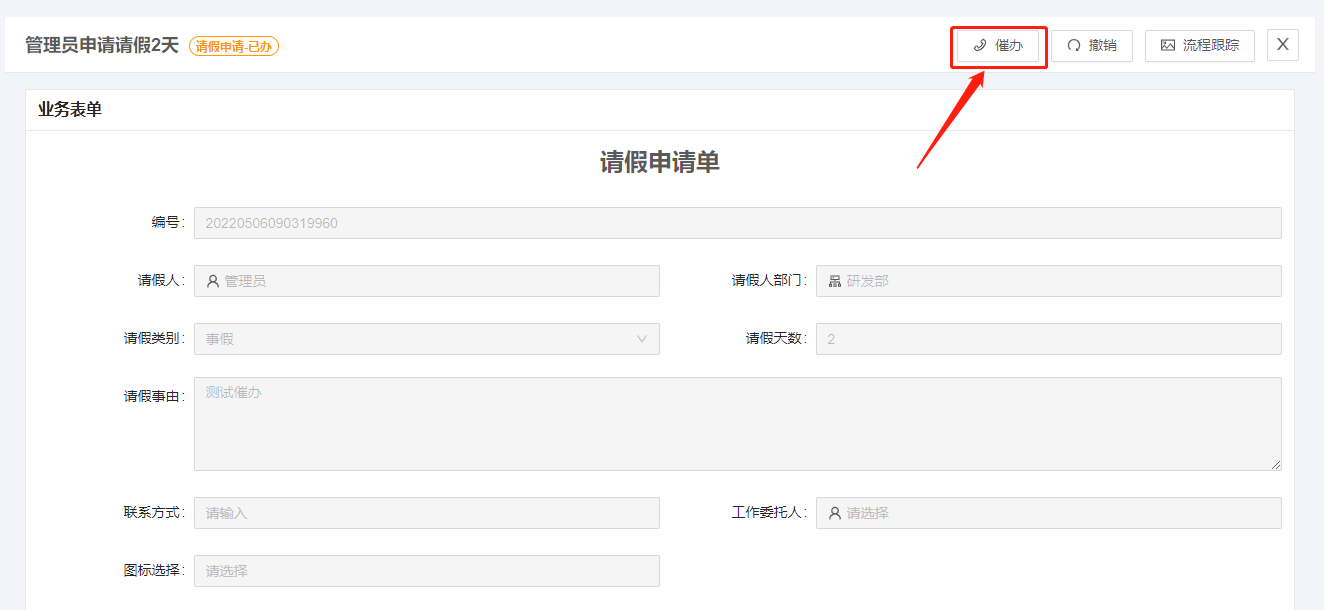 管理员申请请假2天 请假申请-已办 催办 撤销 流程跟踪 X
业务表单
请假申请单
编号: 20220506090319960
请假人: 管理员 请假人部门: 研发部
请假类别: 事假 请假天数: 2
请假事由: 测试催办
联系方式: 请输入 工作委托人: 请选择
图标选择: 请选择